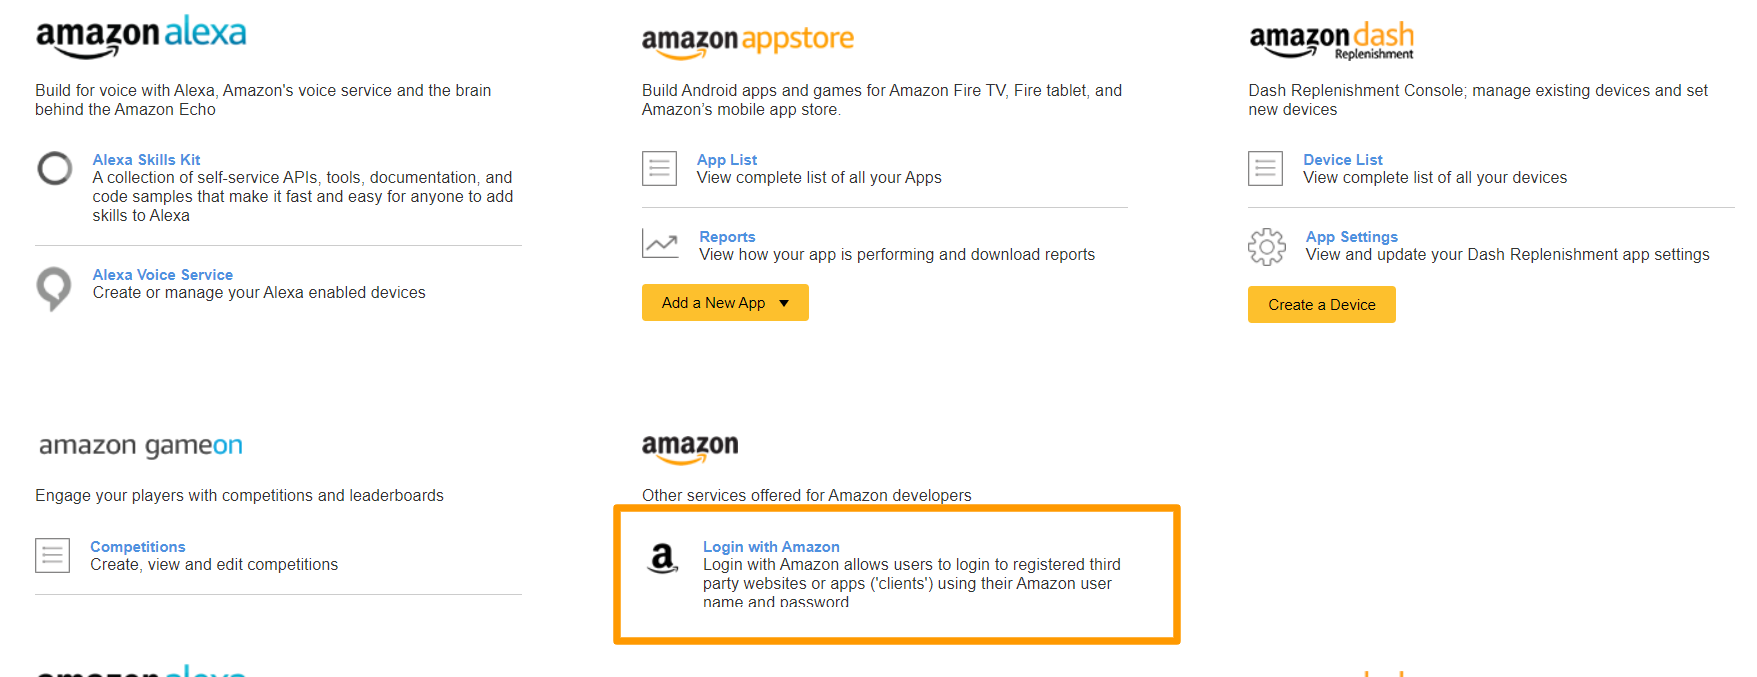 amazon alexa
Build for voice with Alexa, Amazon's voice service and the brain
behind the Amazon Echo
Alexa Skills Kit
A collection of self-service APIs, tools, documentation, and
code samples that make it fast and easy for anyone to add
skills to Alexa
Alexa Voice Service
Create or manage your Alexa enabled devices
amazon appstore
Build Android apps and games for Amazon Fire TV, Fire tablet, and
Amazon’s mobile app store.
App List
View complete list of all your Apps
Reports
View how your app is performing and download reports
Add a New App
amazon dash
Replenishment
Dash Replenishment Console; manage existing devices and set
new devices
Device List
View complete list of all your devices
App Settings
View and update your Dash Replenishment app settings
Create a Device
amazon gameon
Engage your players with competitions and leaderboards
Competitions
Create, view and edit competitions
amazon
Other services offered for Amazon developers
a
Login with Amazon
Login with Amazon allows users to login to registered third
party websites or apps ('clients') using their Amazon user
name and password
amazon alexa